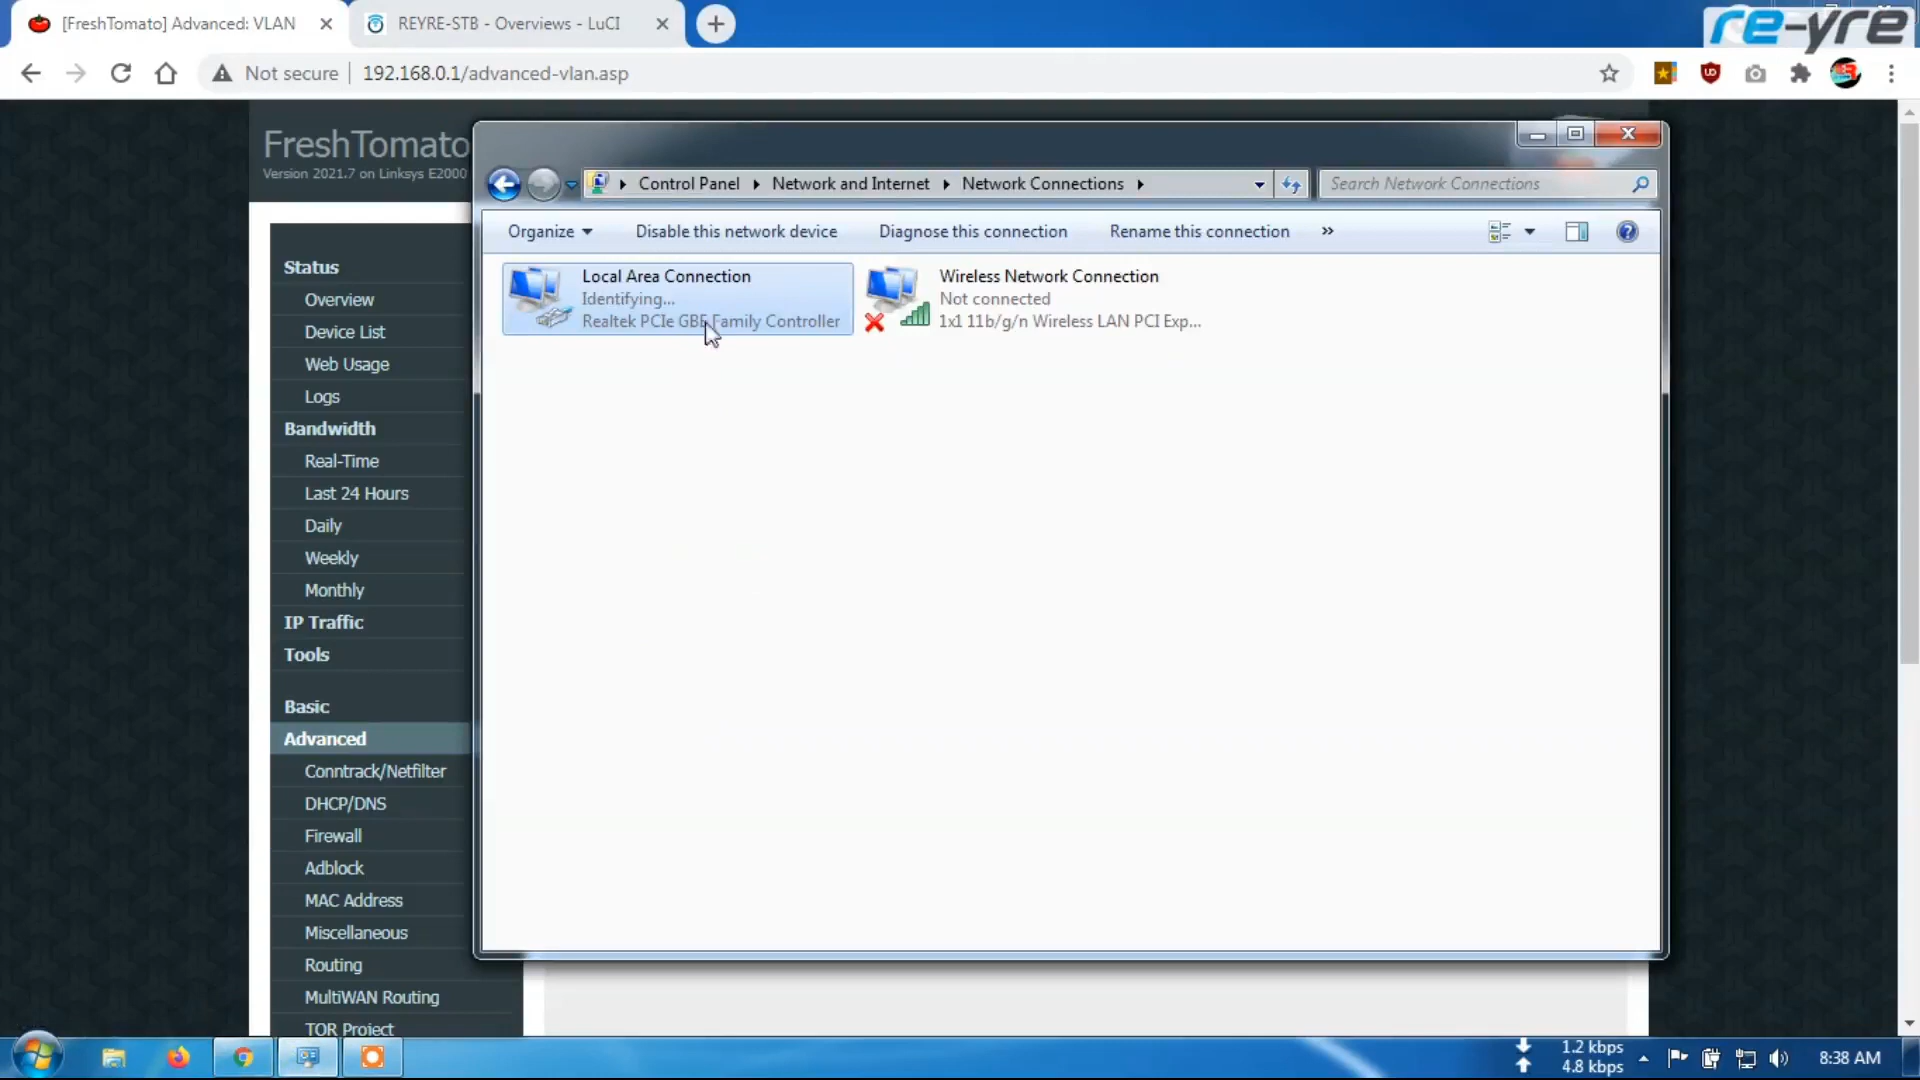 [FreshTomato] Advanced: VLAN
REYRE-STB - Overviews - LuCI
re-yre
Not secure
192.168.0.1/advanced-vlan.asp
FreshTomato
Version 2021.7 on Linksys E2000
Control Panel
Network and Internet
Network Connections
Search Network Connections
Organize
Disable this network device
Diagnose this connection
Rename this connection
»
Local Area Connection
Identifying...
Realtek PCIe GBE Family Controller
Wireless Network Connection
Not connected
1x1 11b/g/n Wireless LAN PCI Exp...
Status
Overview
Device List
Web Usage
Logs
Bandwidth
Real-Time
Last 24 Hours
Daily
Weekly
Monthly
IP Traffic
Tools
Basic
Advanced
Conntrack/Netfilter
DHCP/DNS
Firewall
Adblock
MAC Address
Miscellaneous
Routing
MultiWAN Routing
TOR Project
1.2 kbps
4.8 kbps
8:38 AM